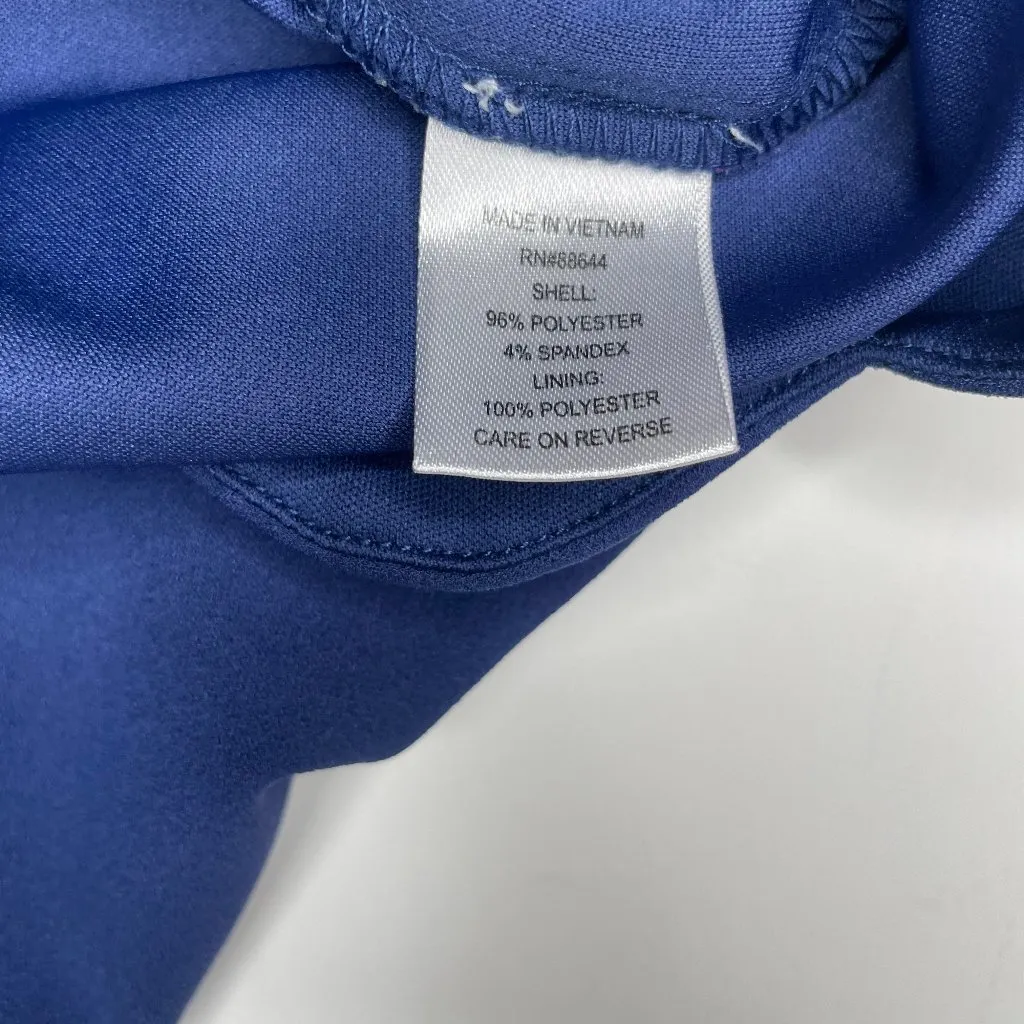 MADE IN VIETNAM
RN#68644
SHELL:
96% POLYESTER
4% SPANDEX
LINING:
100% POLYESTER
CARE ON REVERSE